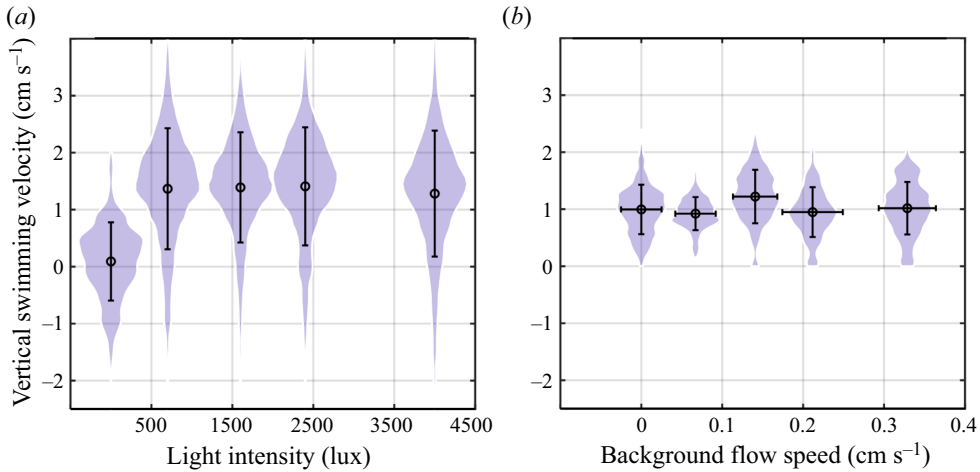 (a)
(b)
Vertical swimming velocity (cm s⁻¹)
3
2
1
0
–1
–2
500 1500 2500 3500 4500
Light intensity (lux)
3
2
1
0
–1
–2
0 0.1 0.2 0.3 0.4
Background flow speed (cm s⁻¹)